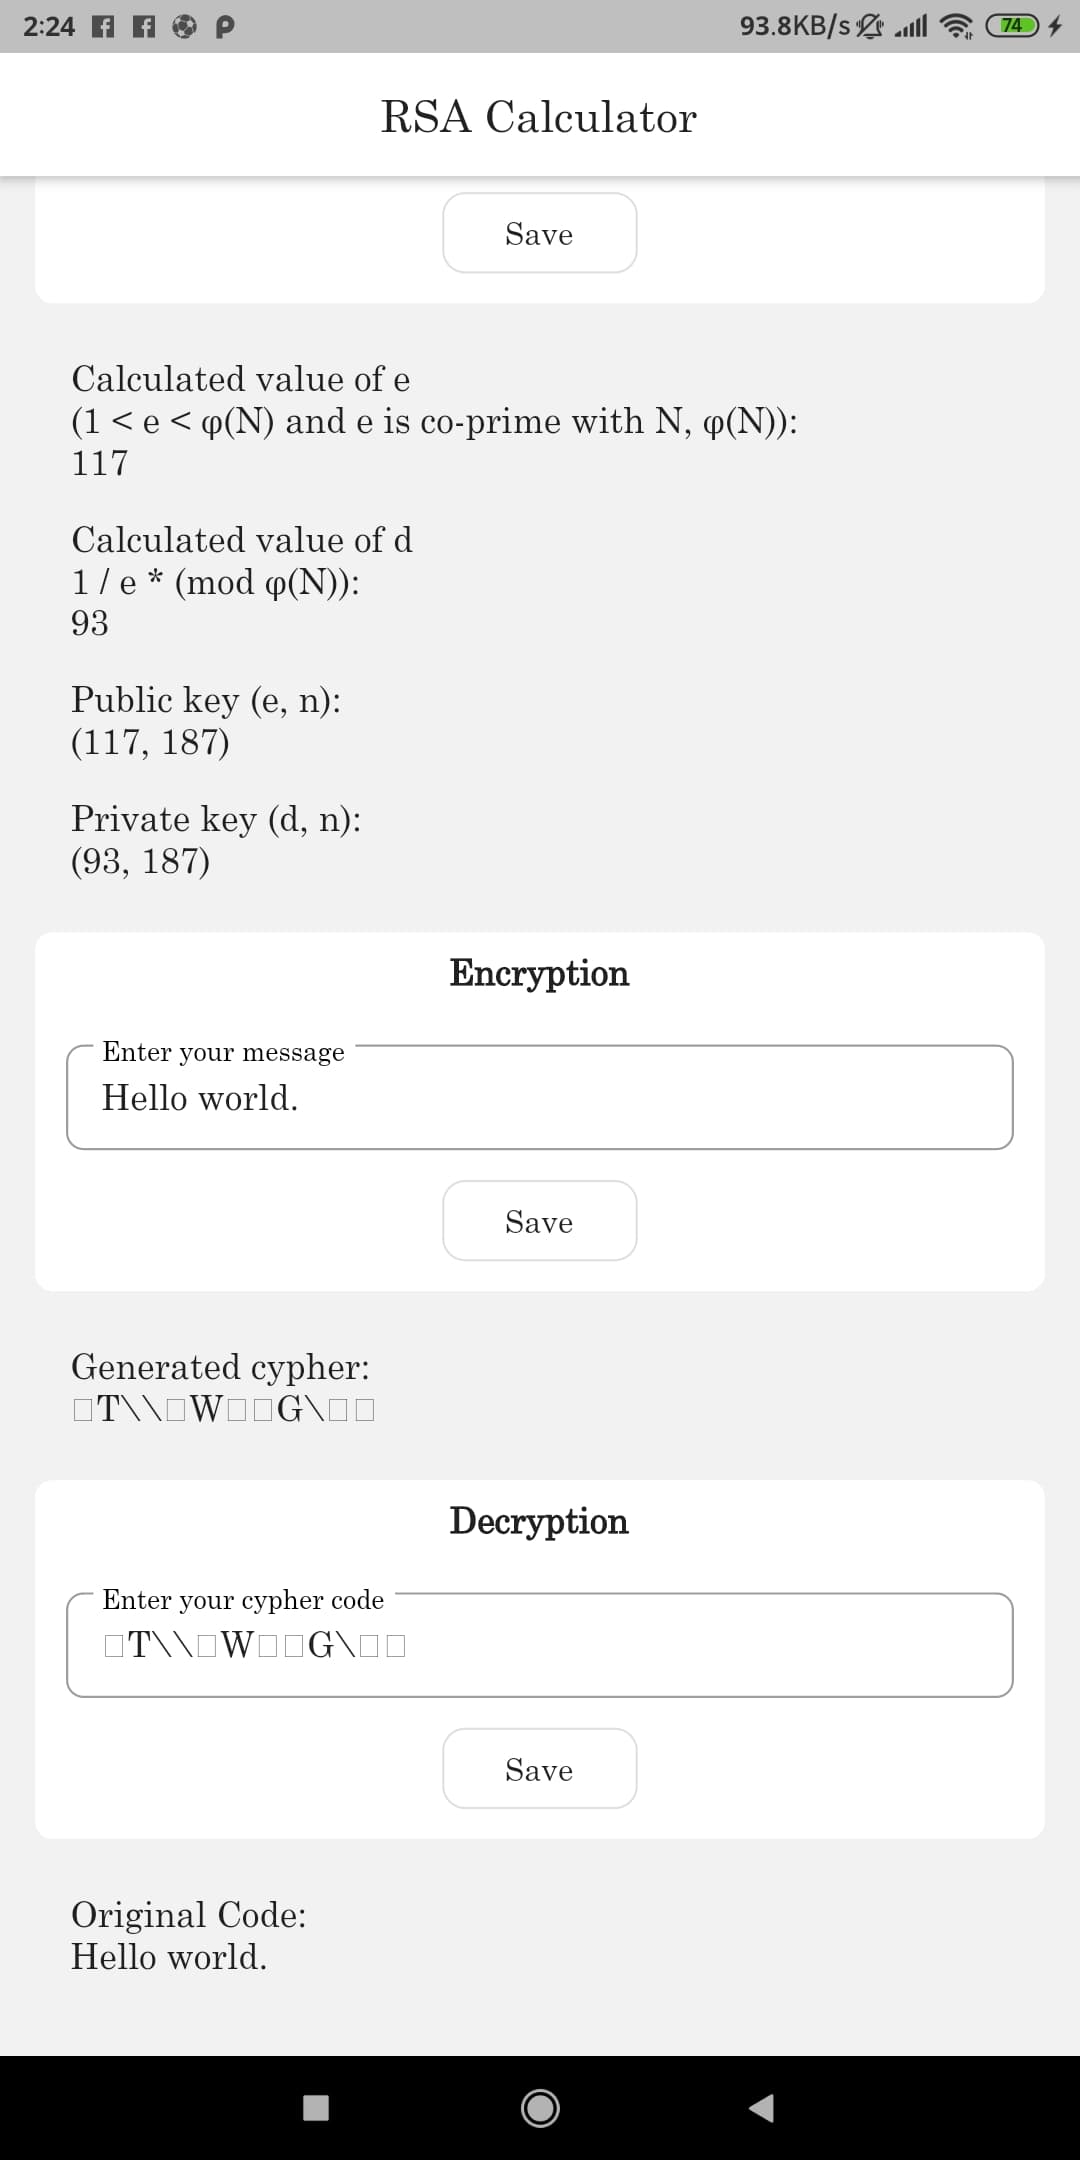 2:24 93.8KB/s 74
RSA Calculator
Save
Calculated value of e
(1 < e < φ(N) and e is co-prime with N, φ(N)):
117
Calculated value of d
1 / e * (mod φ(N)):
93
Public key (e, n):
(117, 187)
Private key (d, n):
(93, 187)
Encryption
Enter your message
Hello world.
Save
Generated cypher:
□T\\□W□□G\□□
Decryption
Enter your cypher code
□T\\□W□□G\□□
Save
Original Code:
Hello world.